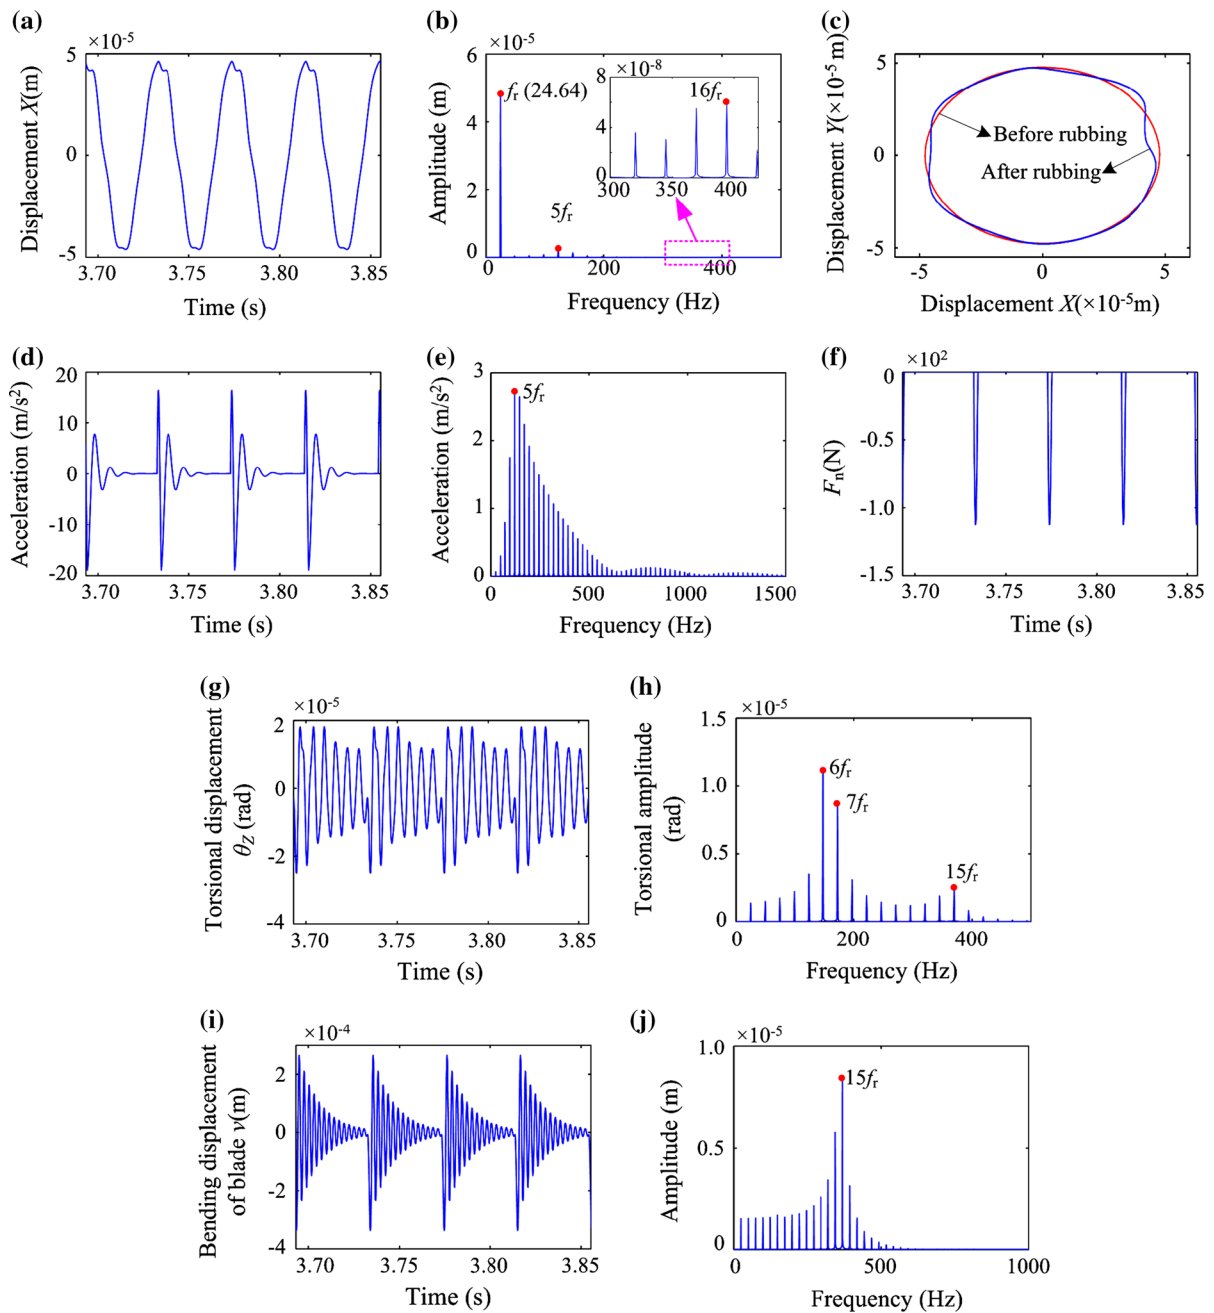 (a)
×10-5
Displacement X(m)
5
0
-5
3.70
3.75
3.80
3.85
Time (s)
(b)
×10-5
Amplitude (m)
6
4
2
0
fr (24.64)
5fr
×10-8
8
4
0
16fr
300
350
400
0
200
400
Frequency (Hz)
(c)
Displacement Y(×10-5 m)
5
0
-5
Before rubbing
After rubbing
-5
0
5
Displacement X(×10-5m)
(d)
Acceleration (m/s2)
20
10
0
-10
-20
3.70
3.75
3.80
3.85
Time (s)
(e)
Acceleration (m/s2)
3
2
1
0
5fr
0
500
1000
1500
Frequency (Hz)
(f)
×102
Fn(N)
0
-0.5
-1.0
-1.5
3.70
3.75
3.80
3.85
Time (s)
(g)
×10-5
Torsional displacement
θZ (rad)
2
0
-2
-4
3.70
3.75
3.80
3.85
Time (s)
(h)
×10-5
Torsional amplitude
(rad)
1.5
1.0
0.5
0
6fr
7fr
15fr
0
200
400
Frequency (Hz)
(i)
×10-4
Bending displacement
of blade v(m)
2
0
-2
-4
3.70
3.75
3.80
3.85
Time (s)
(j)
×10-5
Amplitude (m)
1.0
0.5
0
15fr
0
500
1000
Frequency (Hz)